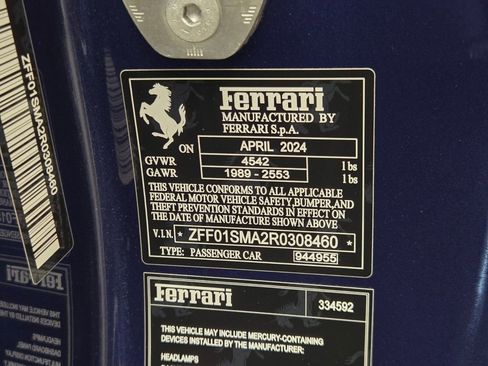 ZFF01SMA2R0308460
Ferrari
MANUFACTURED BY
FERRARI S.p.A.
ON APRIL 2024
GVWR 4542 lbs
GAWR 1989 - 2553 lbs
THIS VEHICLE CONFORMS TO ALL APPLICABLE
FEDERAL MOTOR VEHICLE SAFETY,BUMPER,AND
THEFT PREVENTION STANDARDS IN EFFECT ON
THE DATE OF MANUFACTURE SHOWN ABOVE
V.I.N. * ZFF01SMA2R0308460 *
TYPE: PASSENGER CAR 944955
Ferrari 334592
THIS VEHICLE MAY INCLUDE MERCURY-CONTAINING
DEVICES INSTALLED BY THE MANUFACTURER:
HEADLAMPS